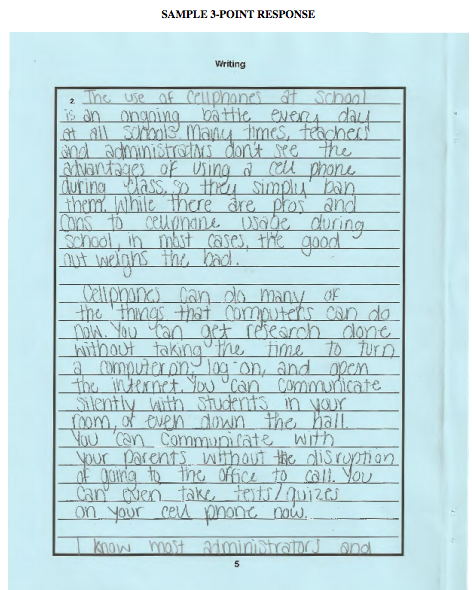 SAMPLE 3-POINT RESPONSE
Writing
2. The use of cellphones at school
is an ongoing battle every day
at all schools. Many times, teachers
and administrators don't see the
advantages of using a cell phone
during class, so they simply ban
them. While there are pros and
cons to cellphone usage during
school, in most cases, the good
out weighs the bad.
Cellphones can do many of
the things that computers can do
now. You can get research done
without taking the time to turn
a computer on, log on, and open
the internet. You can communicate
silently with students in your
room, or even down the hall.
You can communicate with
your parents without the disruption
of going to the office to call. You
can even take tests/quizes
on your cell phone now.
I know most administrators and
5